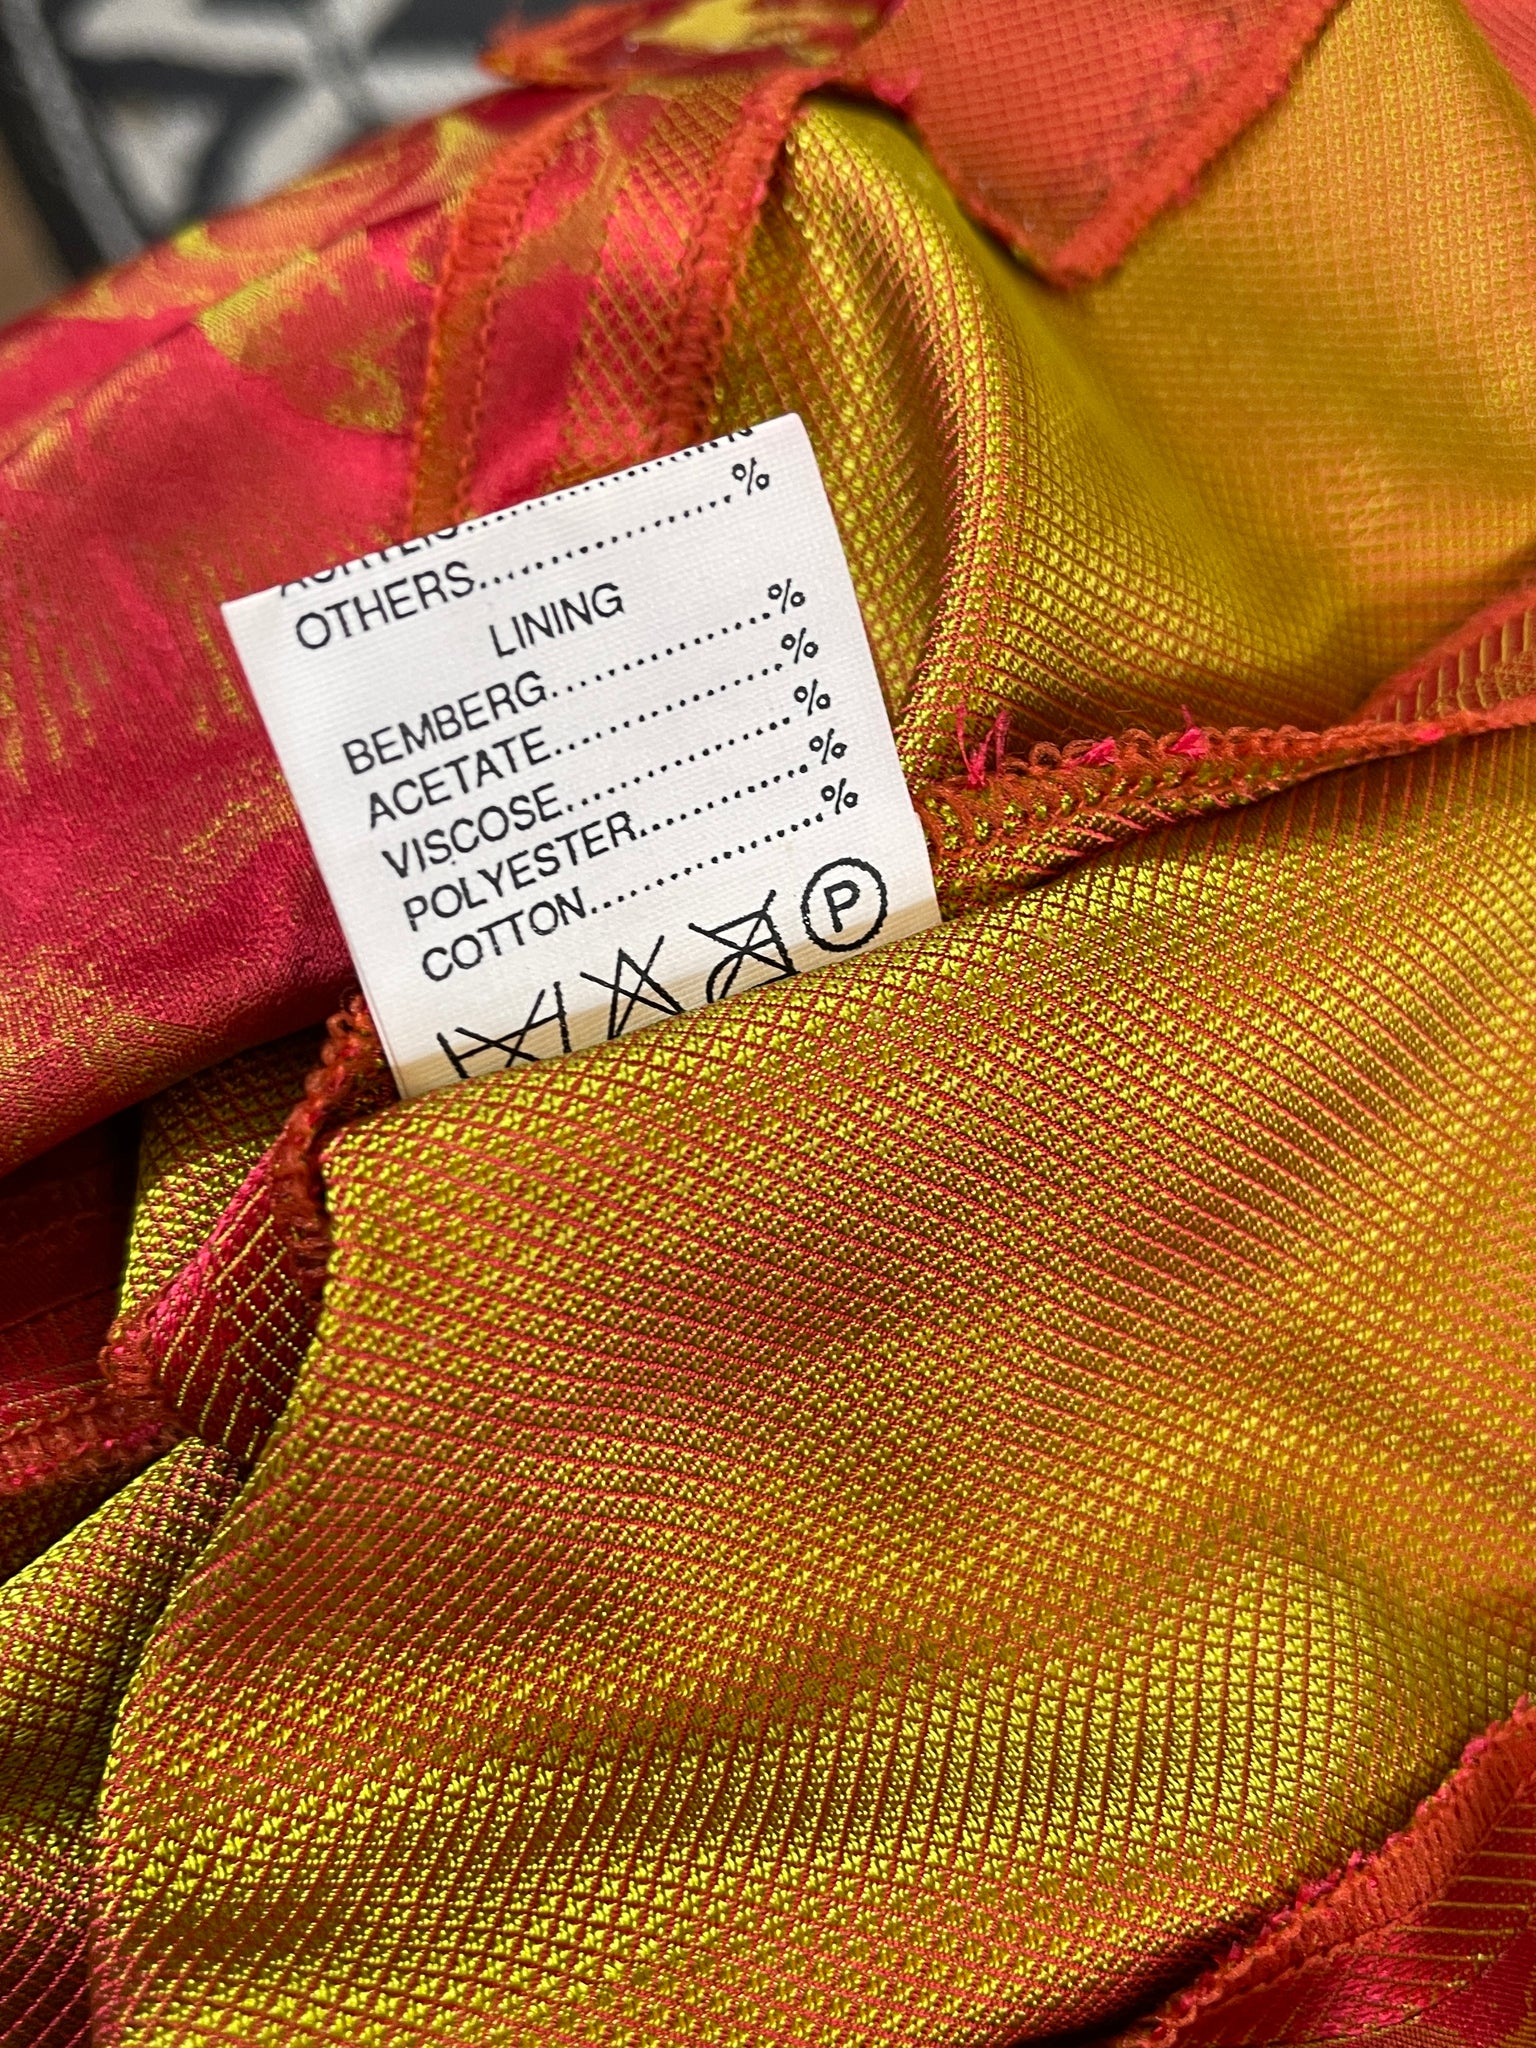 OTHERS..................%
LINING
BEMBERG...............%
ACETATE................%
VISCOSE................%
POLYESTER............%
COTTON................%
P